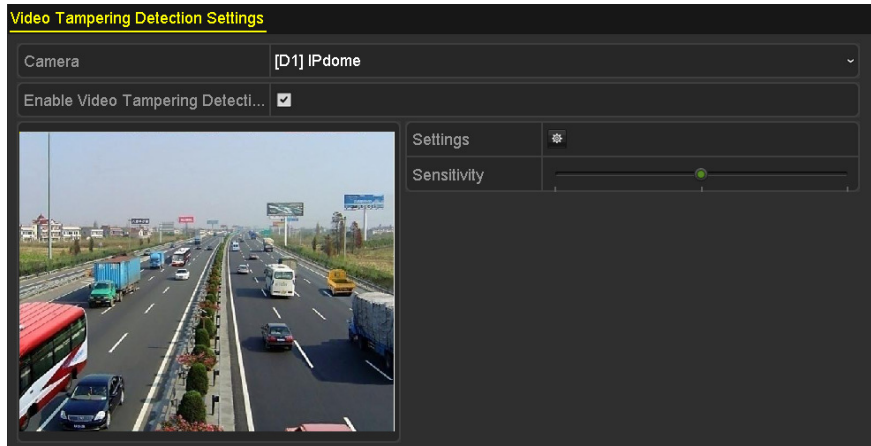 Video Tampering Detection Settings
Camera [D1] IPdome
Enable Video Tampering Detecti...
Settings
Sensitivity